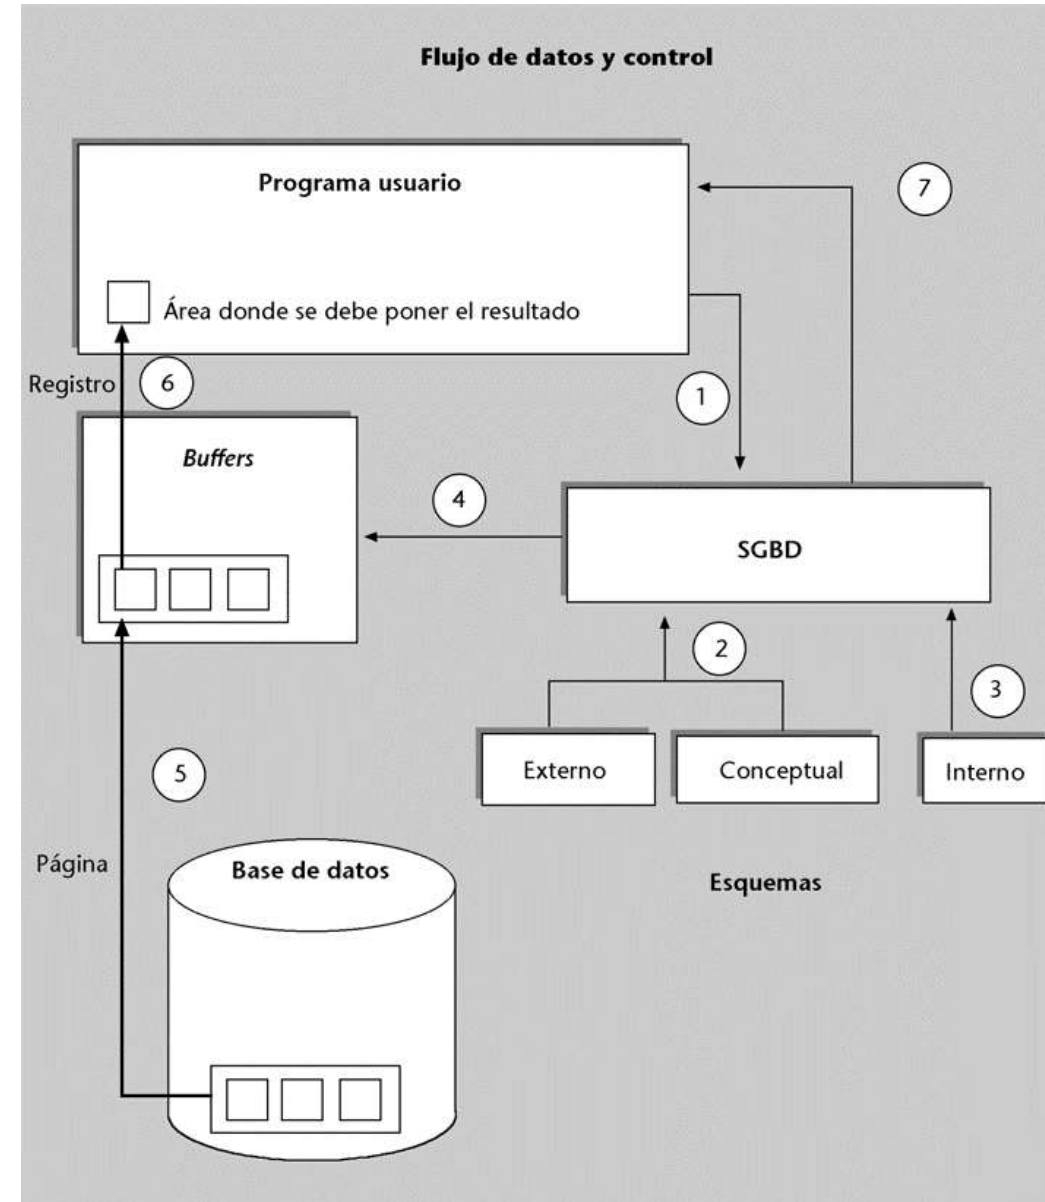 Flujo de datos y control
Programa usuario
7
Área donde se debe poner el resultado
Registro
6
1
Buffers
4
SGBD
2
3
Externo
Conceptual
Interno
5
Página
Base de datos
Esquemas